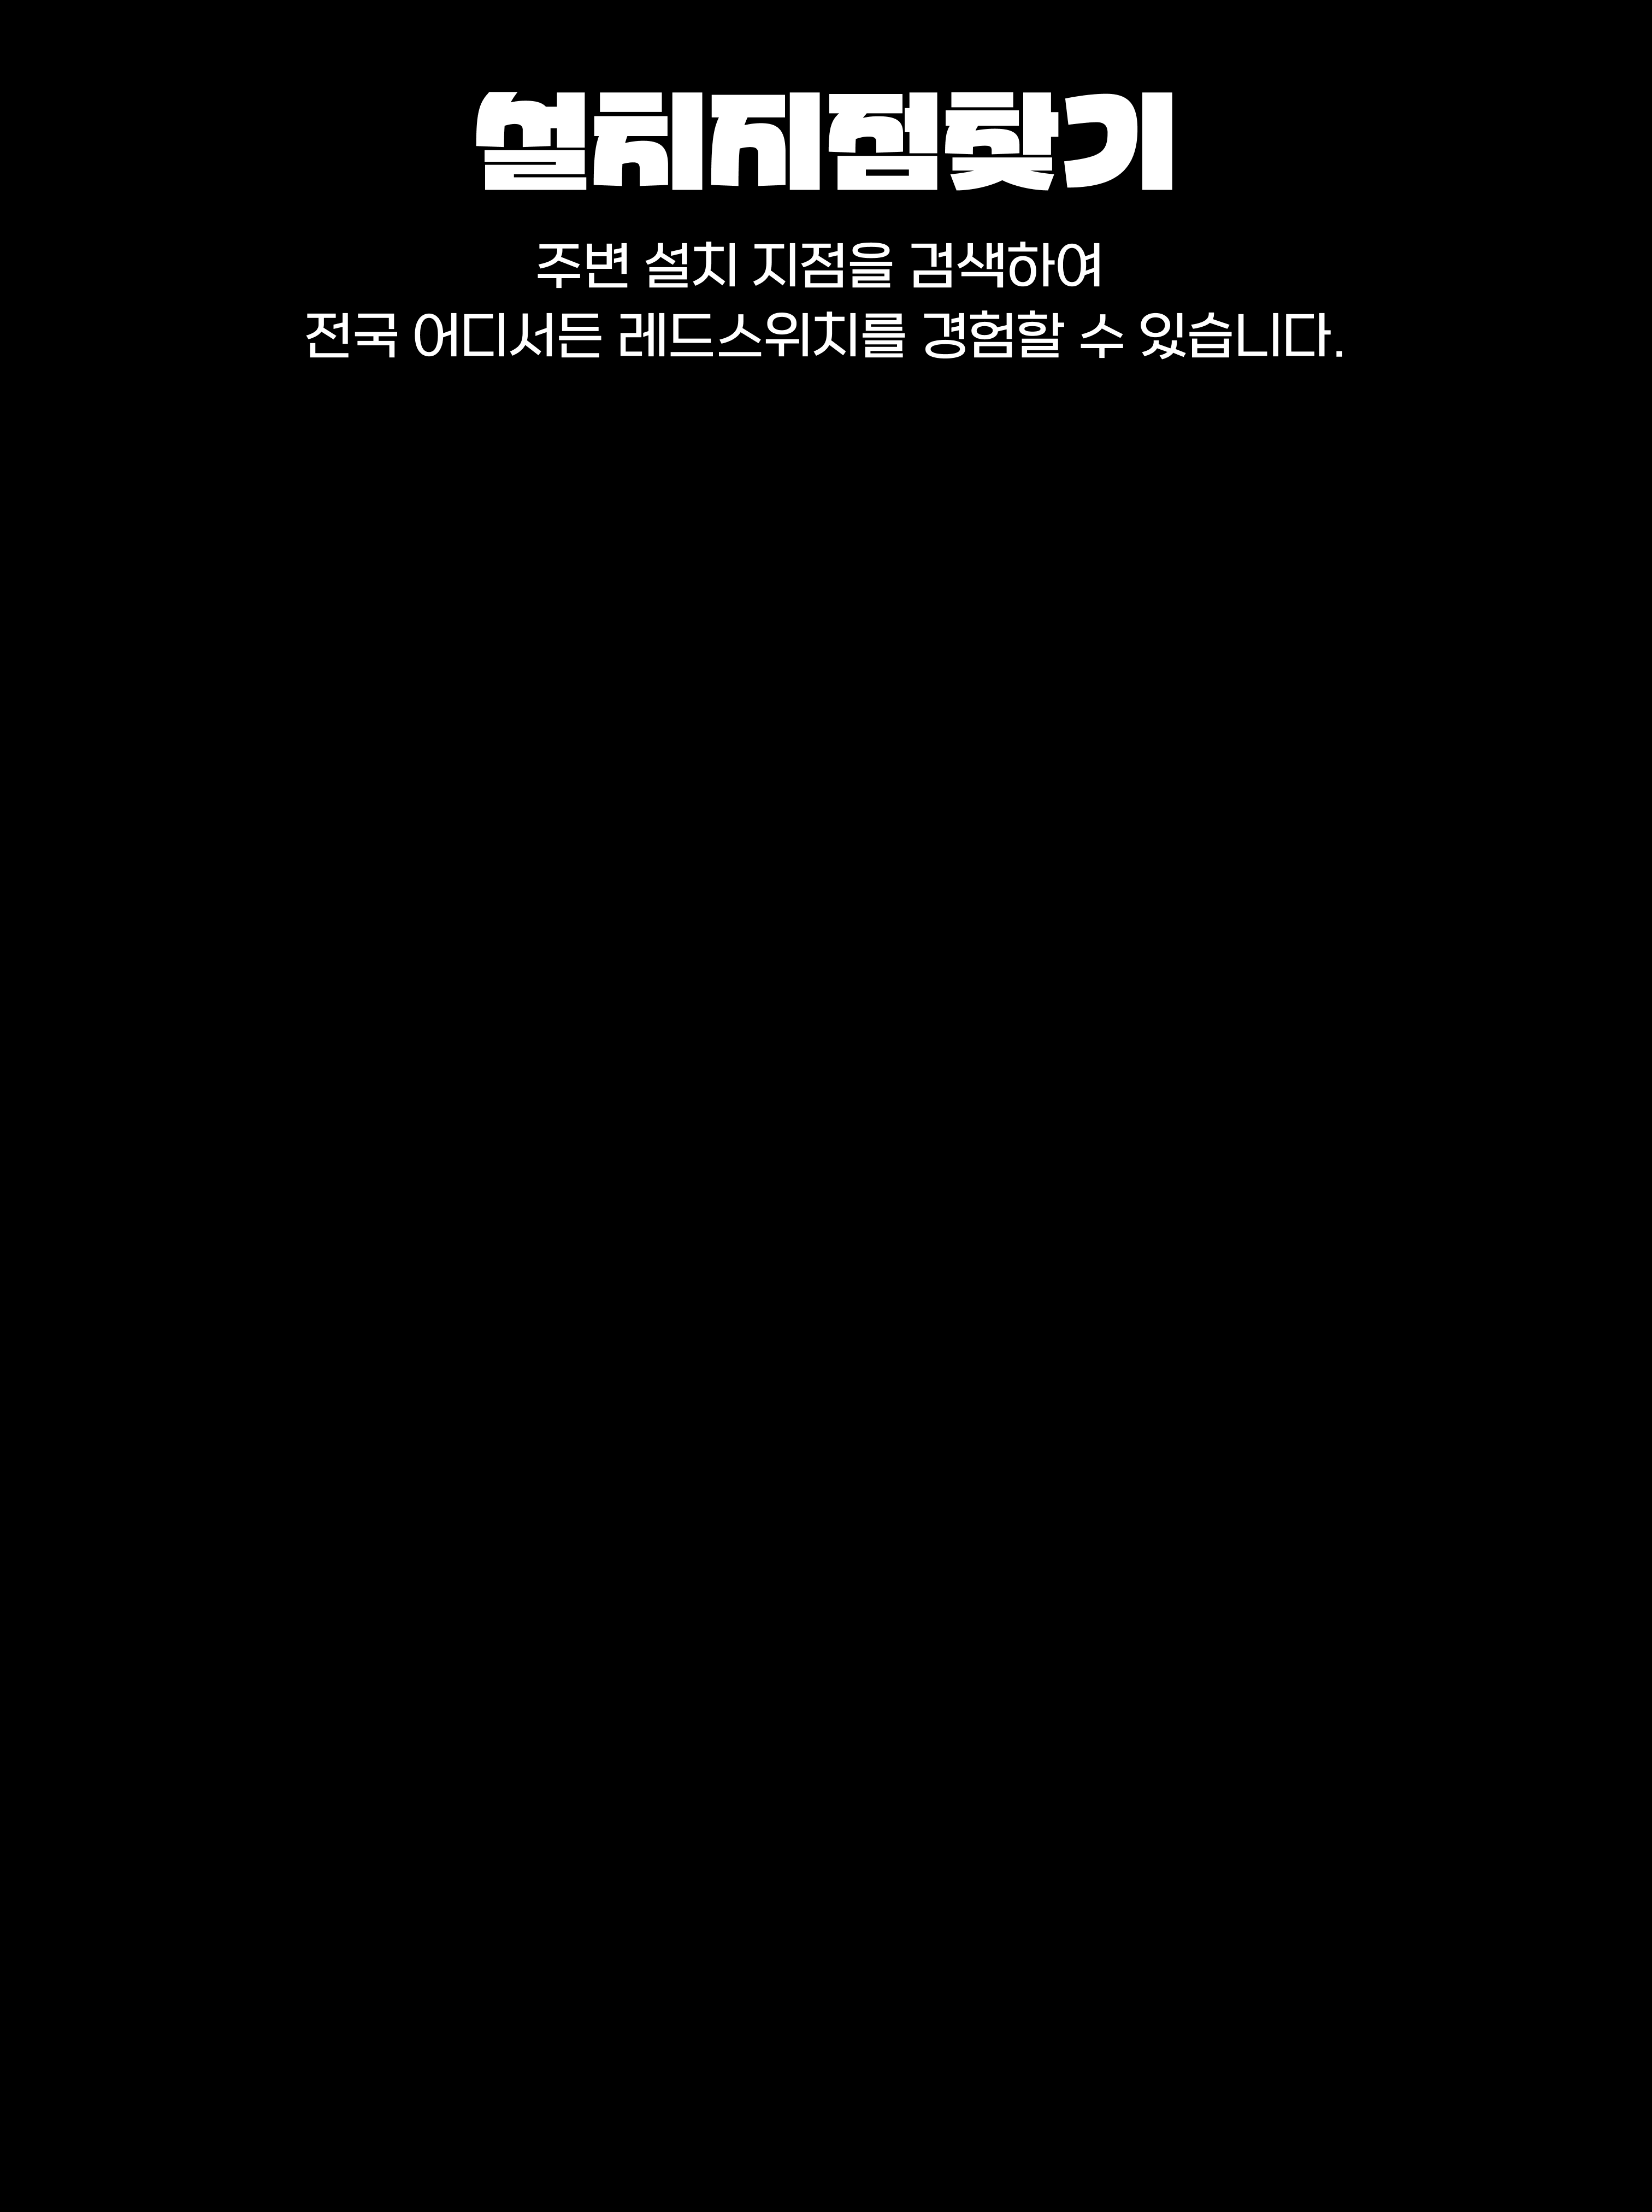 설치지점찾기
주변 설치 지점을 검색하여
전국 어디서든 레드스위치를 경험할 수 있습니다.